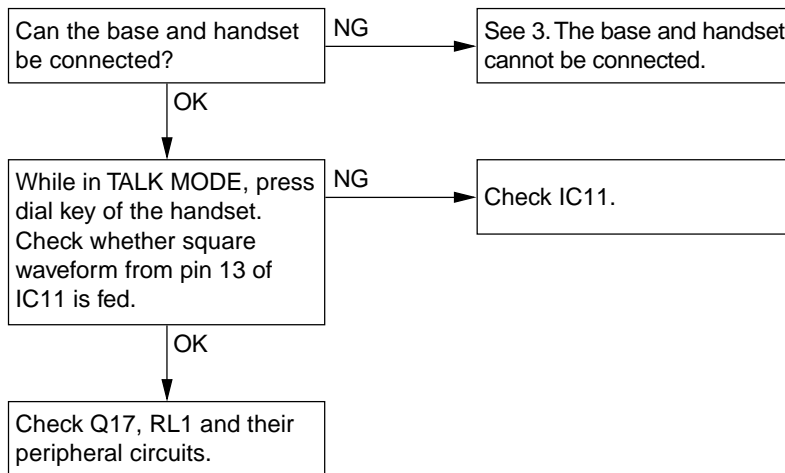 Can the base and handset
be connected?
NG
See 3. The base and handset
cannot be connected.
OK
While in TALK MODE, press
dial key of the handset.
Check whether square
waveform from pin 13 of
IC11 is fed.
NG
Check IC11.
OK
Check Q17, RL1 and their
peripheral circuits.